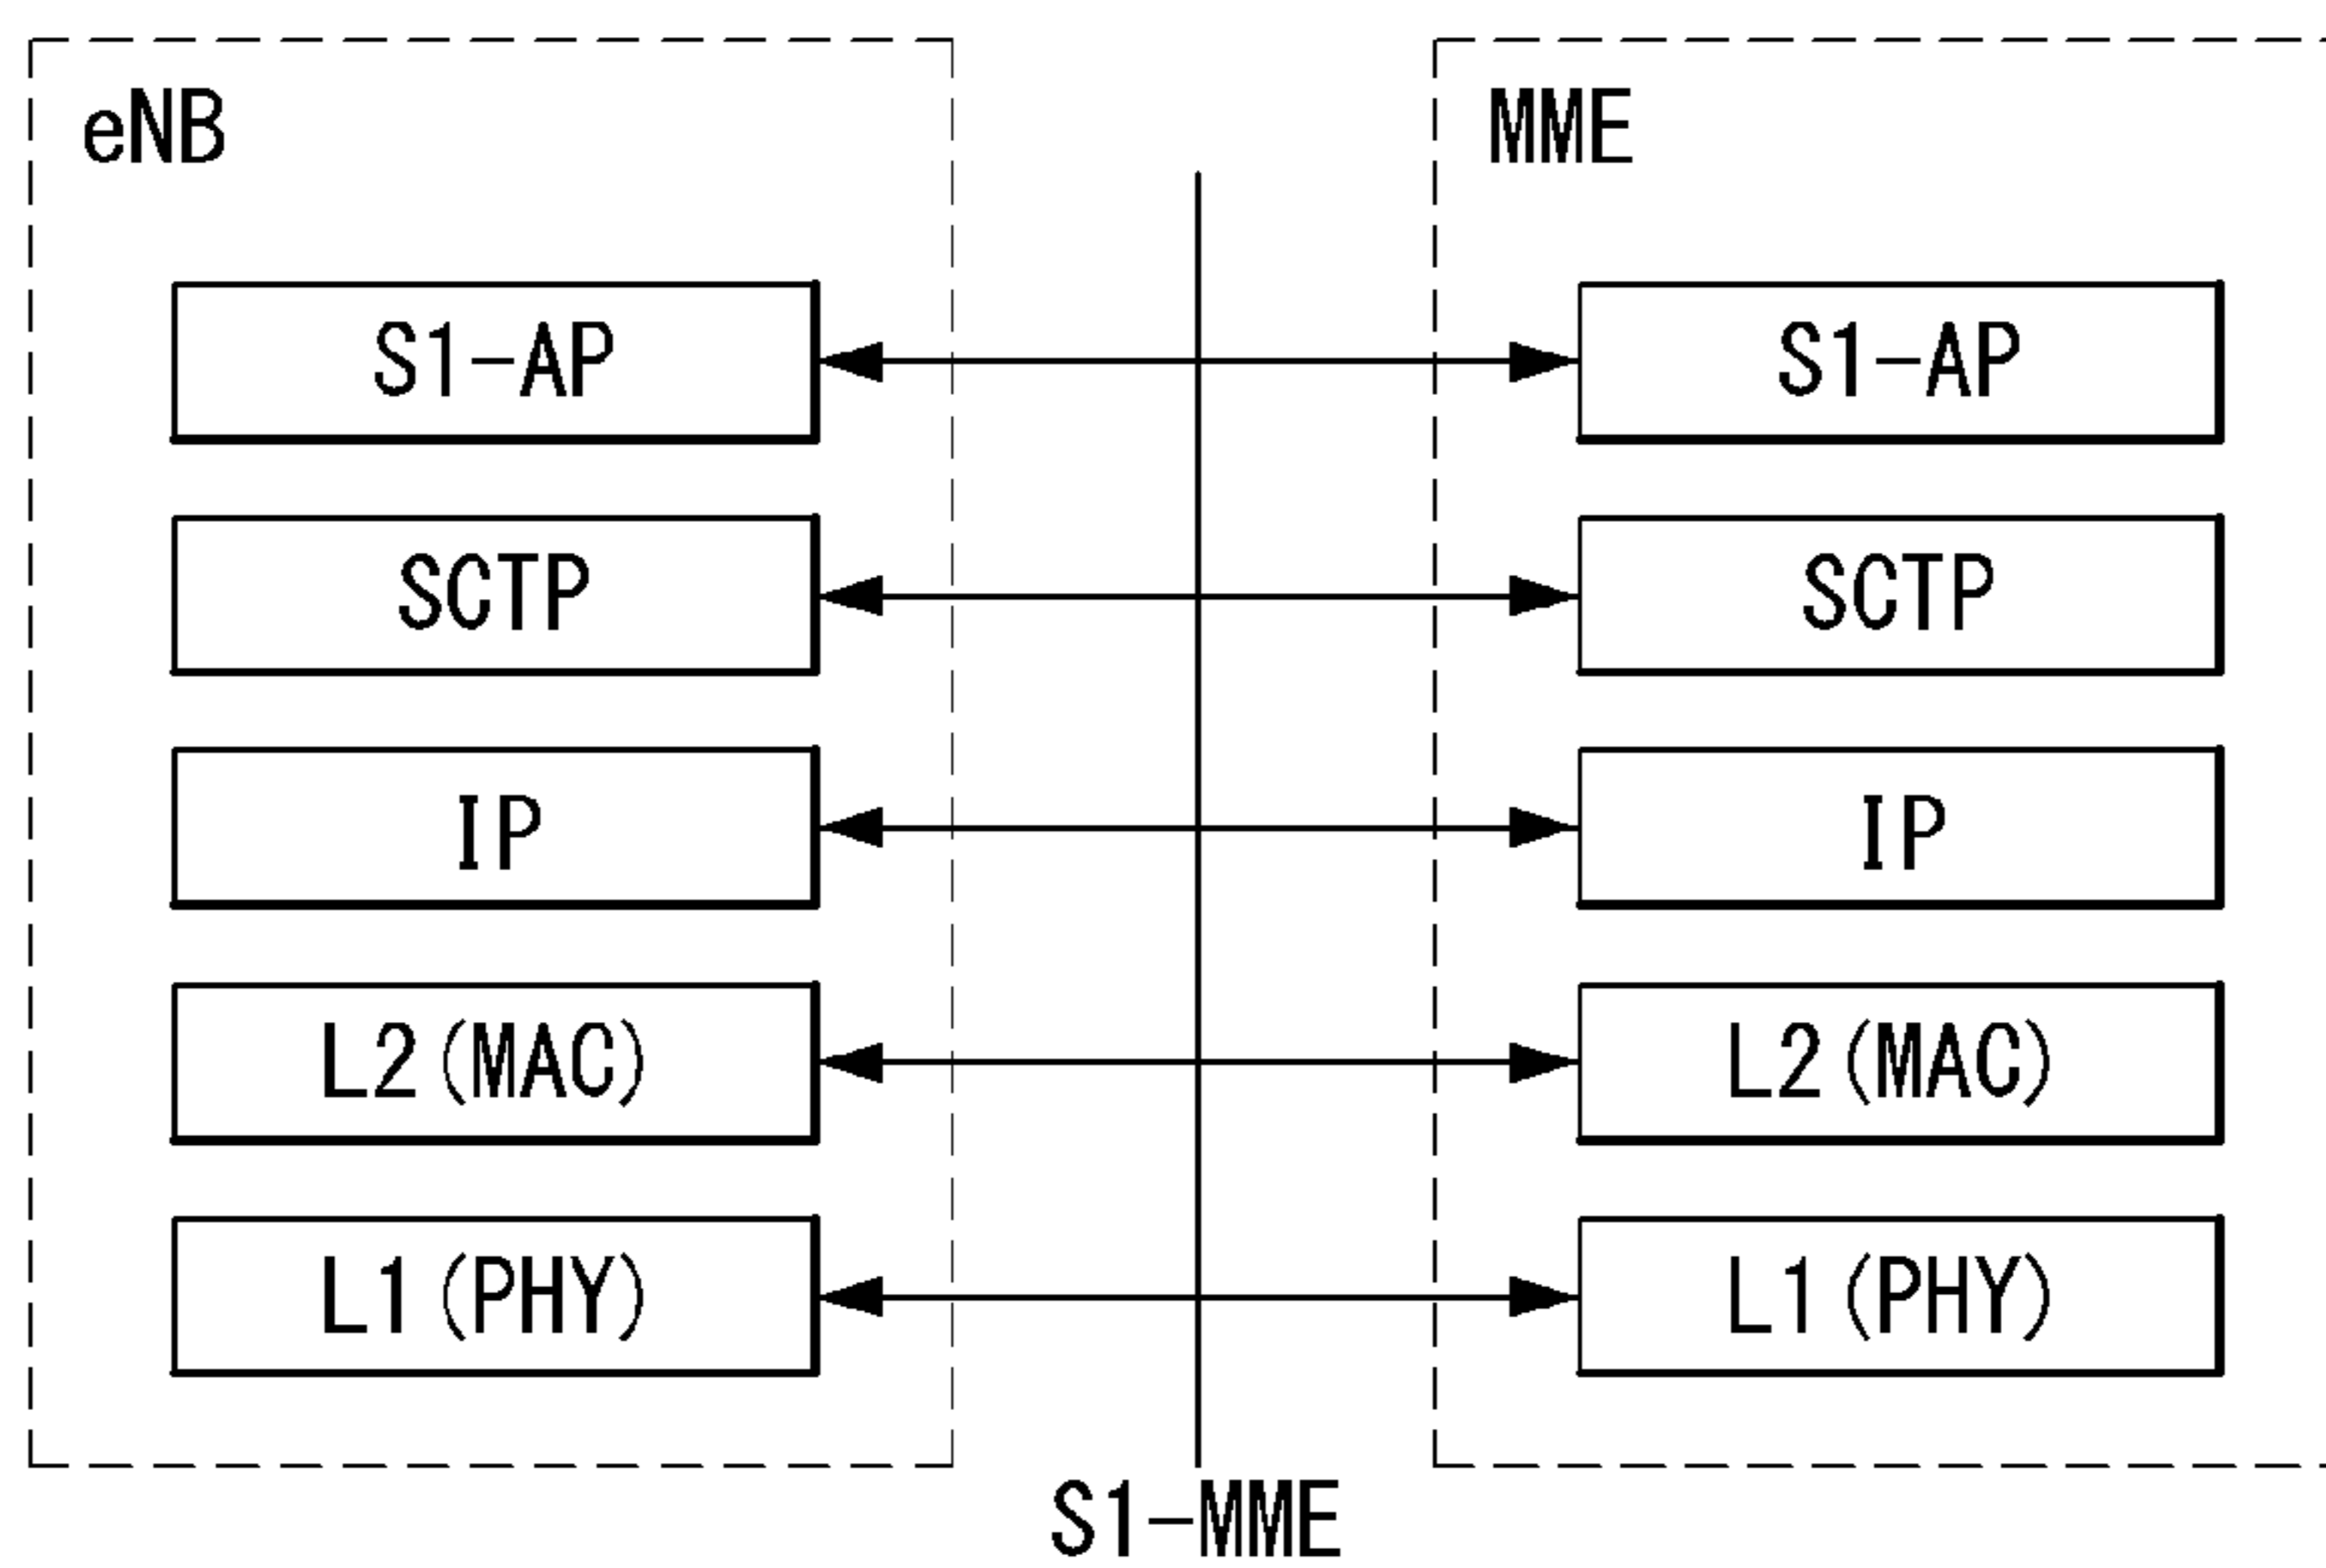 eNB
MME
S1-AP
S1-AP
SCTP
SCTP
IP
IP
L2(MAC)
L2(MAC)
L1(PHY)
L1(PHY)
S1-MME